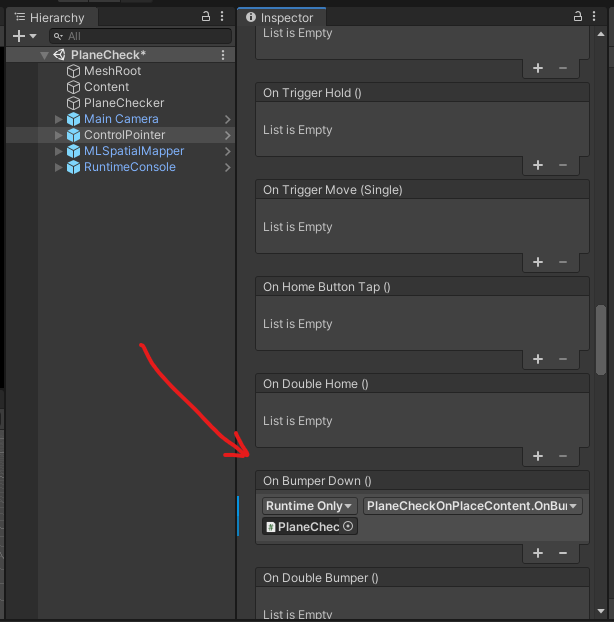 Hierarchy
All
PlaneCheck*
MeshRoot
Content
PlaneChecker
Main Camera
ControlPointer
MLSpatialMapper
RuntimeConsole
Inspector
List is Empty
On Trigger Hold ()
List is Empty
On Trigger Move (Single)
List is Empty
On Home Button Tap ()
List is Empty
On Double Home ()
List is Empty
On Bumper Down ()
Runtime Only PlaneCheckOnPlaceContent.OnBu
PlaneChec
On Double Bumper ()
List is Empty